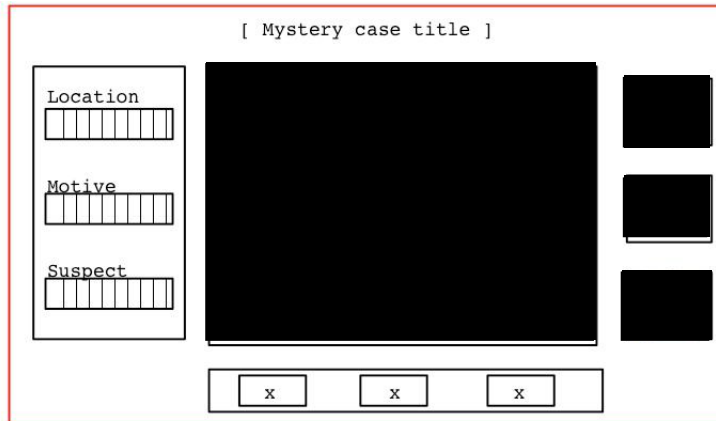 [ Mystery case title ]
Location
Motive
Suspect
x x x